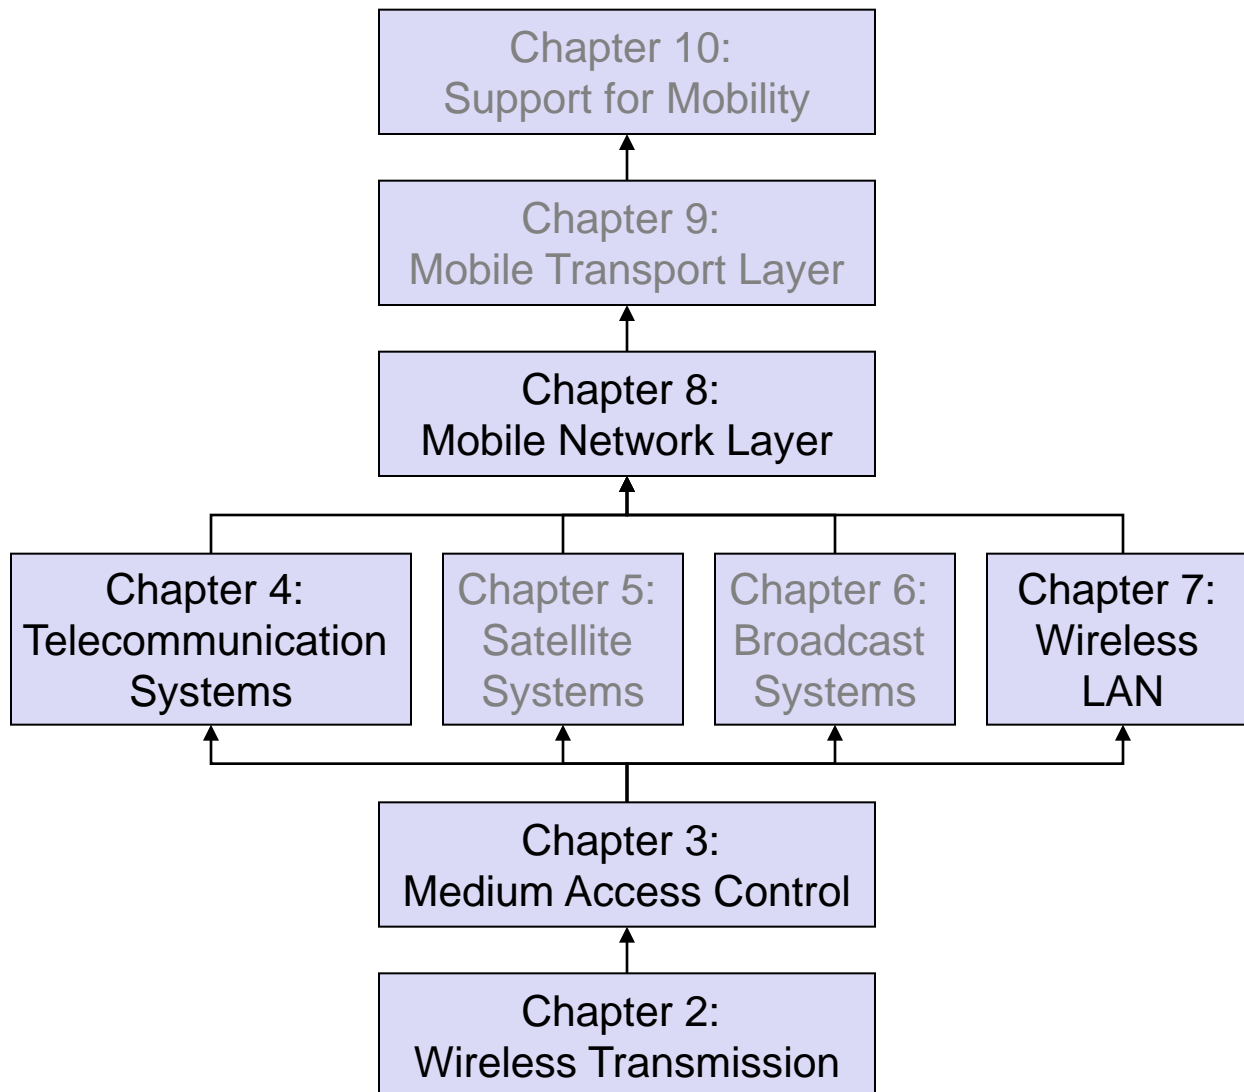 Chapter 10:
Support for Mobility
Chapter 9:
Mobile Transport Layer
Chapter 8:
Mobile Network Layer
Chapter 4:
Telecommunication
Systems
Chapter 5:
Satellite
Systems
Chapter 6:
Broadcast
Systems
Chapter 7:
Wireless
LAN
Chapter 3:
Medium Access Control
Chapter 2:
Wireless Transmission